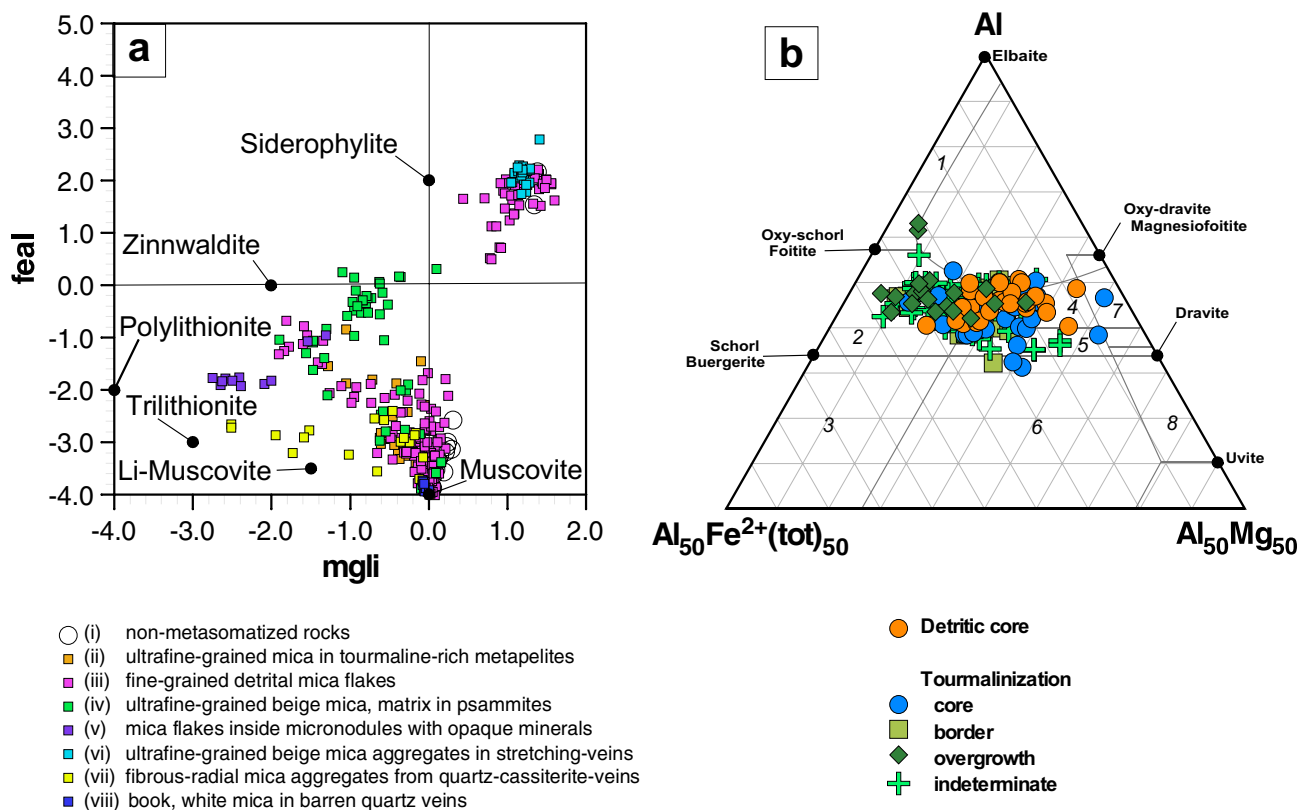 a
5.0
4.0
3.0
2.0
1.0
0.0
-1.0
-2.0
-3.0
-4.0
feal
Siderophylite
Zinnwaldite
Polylithionite
Trilithionite
Li-Muscovite
Muscovite
-4.0 -3.0 -2.0 -1.0 0.0 1.0 2.0
mgli
(i) non-metasomatized rocks
(ii) ultrafine-grained mica in tourmaline-rich metapelites
(iii) fine-grained detrital mica flakes
(iv) ultrafine-grained beige mica, matrix in psammites
(v) mica flakes inside micronodules with opaque minerals
(vi) ultrafine-grained beige mica aggregates in stretching-veins
(vii) fibrous-radial mica aggregates from quartz-cassiterite-veins
(viii) book, white mica in barren quartz veins
b
Al
Elbaite
1
Oxy-schorl
Foitite
Oxy-dravite
Magnesiofoitite
4
7
Dravite
2
5
Schorl
Buergerite
3
6
8
Uvite
Al50Fe2+(tot)50
Al50Mg50
Detritic core
Tourmalinization
core
border
overgrowth
indeterminate